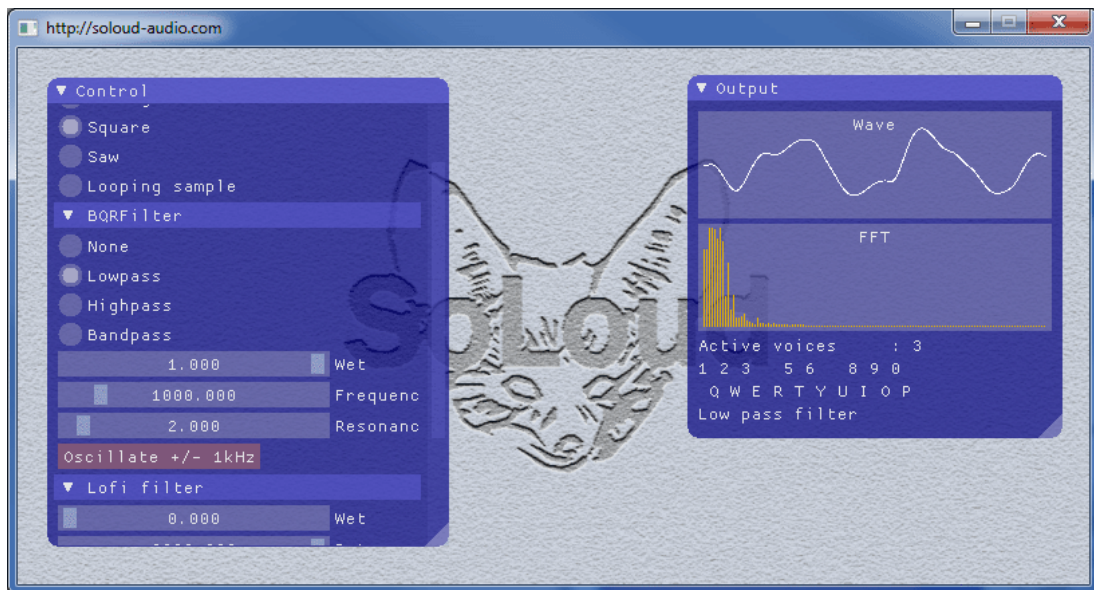 http://soloud-audio.com
Control
Square
Saw
Looping sample
BQRFilter
None
Lowpass
Highpass
Bandpass
1.000 Wet
1000.000 Frequenc
2.000 Resonanc
Oscillate +/- 1kHz
Lofi filter
0.000 Wet
SoLoud
Output
Wave
FFT
Active voices : 3
1 2 3 5 6 8 9 0
Q W E R T Y U I O P
Low pass filter